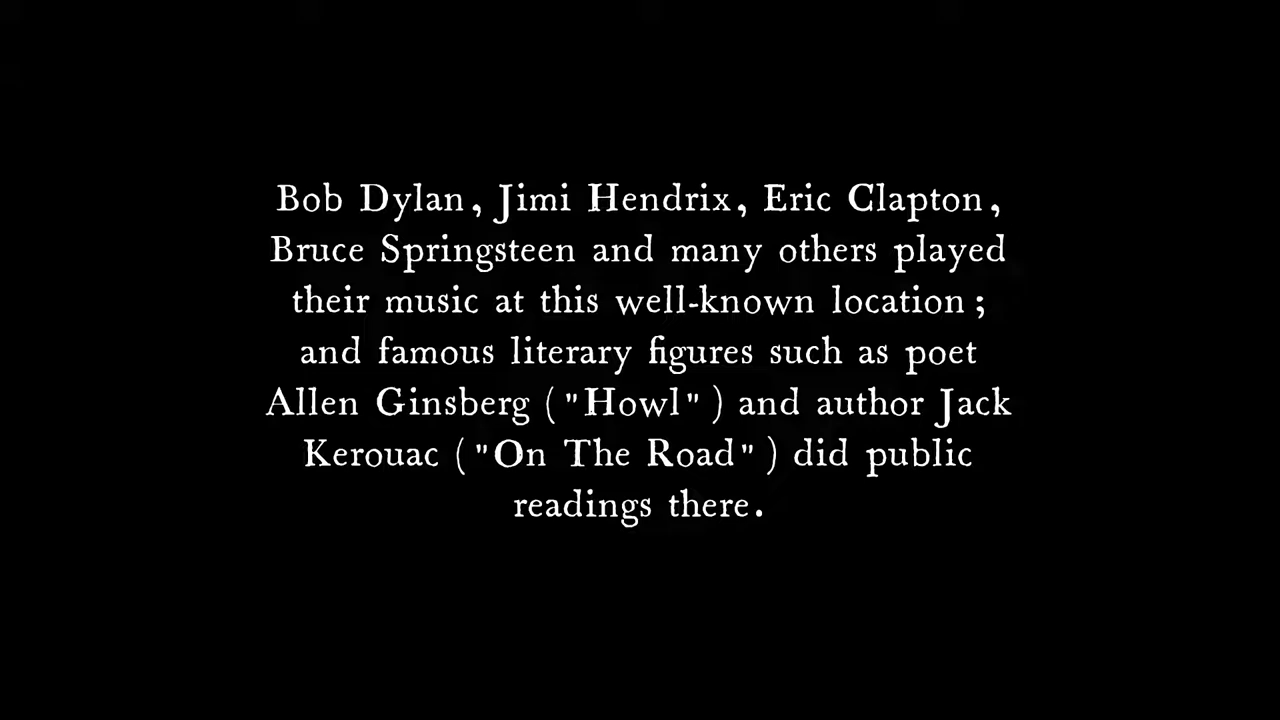 Bob Dylan, Jimi Hendrix, Eric Clapton,
Bruce Springsteen and many others played
their music at this well-known location;
and famous literary figures such as poet
Allen Ginsberg ("Howl") and author Jack
Kerouac ("On The Road") did public
readings there.